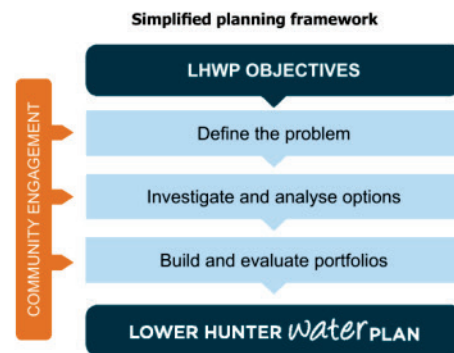 Simplified planning framework
LHWP OBJECTIVES
COMMUNITY ENGAGEMENT
Define the problem
Investigate and analyse options
Build and evaluate portfolios
LOWER HUNTER water PLAN